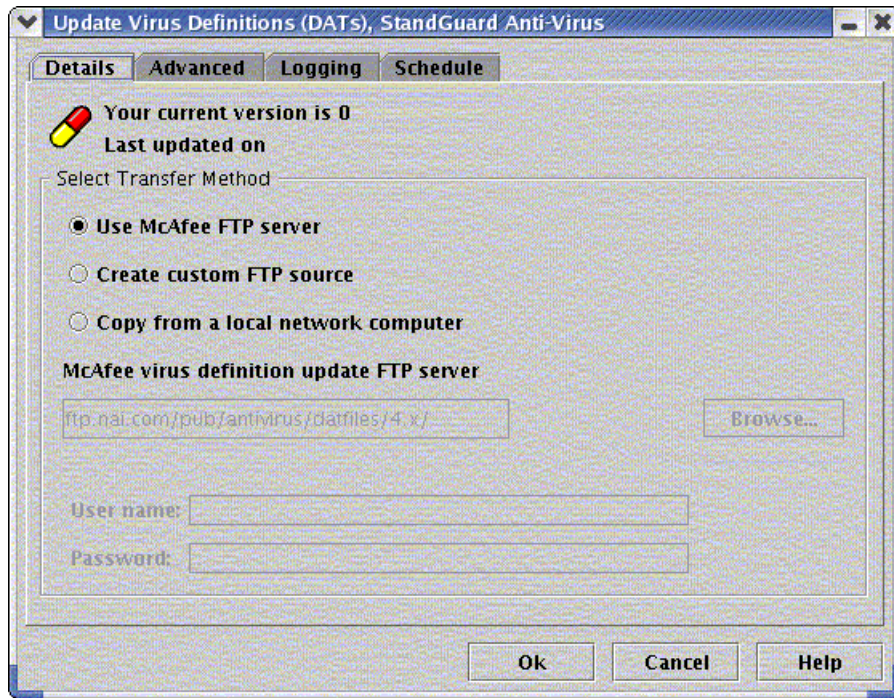 Update Virus Definitions (DATs), StandGuard Anti-Virus
Details Advanced Logging Schedule
Your current version is 0
Last updated on
Select Transfer Method
Use McAfee FTP server
Create custom FTP source
Copy from a local network computer
McAfee virus definition update FTP server
ftp.nai.com/pub/antivirus/datfiles/4.x/ Browse...
User name:
Password:
Ok Cancel Help